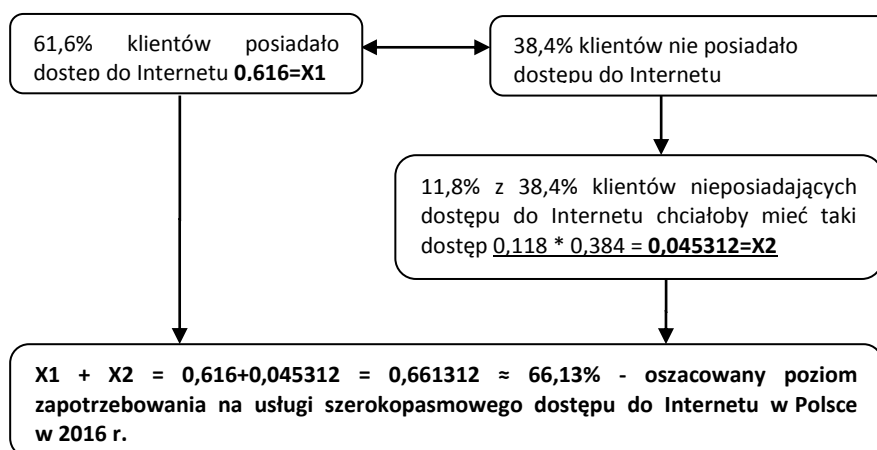 61,6% klientów posiadało
dostęp do Internetu 0,616=X1
38,4% klientów nie posiadało
dostępu do Internetu
11,8% z 38,4% klientów nieposiadających
dostępu do Internetu chciałoby mieć taki
dostęp 0,118 * 0,384 = 0,045312=X2
X1 + X2 = 0,616+0,045312 = 0,661312 ≈ 66,13% - oszacowany poziom
zapotrzebowania na usługi szerokopasmowego dostępu do Internetu w Polsce
w 2016 r.